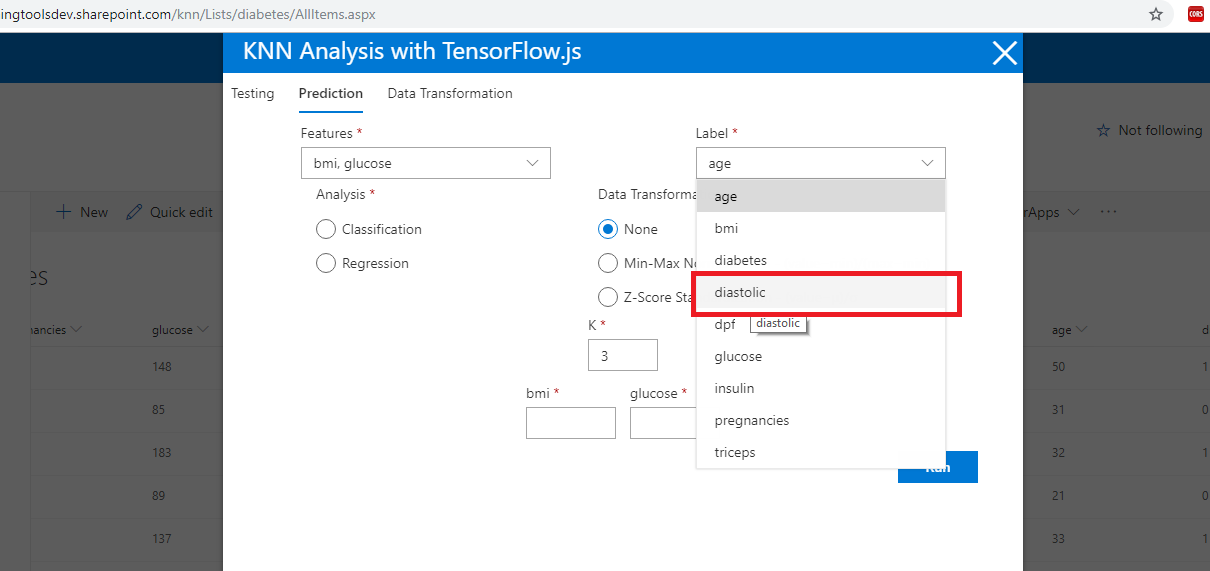 ingtoolsdev.sharepoint.com/knn/Lists/diabetes/AllItems.aspx
CORS
KNN Analysis with TensorFlow.js
Testing Prediction Data Transformation
Features * Label *
Not following
bmi, glucose age
Analysis * Data Transforma
age
New Quick edit rApps ...
Classification None
bmi
Regression Min-Max No
diabetes
es
diastolic
Z-Score Sta
K *
dpf diastolic
nancies glucose age d
3
glucose
148 50 1
insulin
bmi * glucose *
85 31 0
pregnancies
183 triceps 32 1
Run
89 21 0
137 33